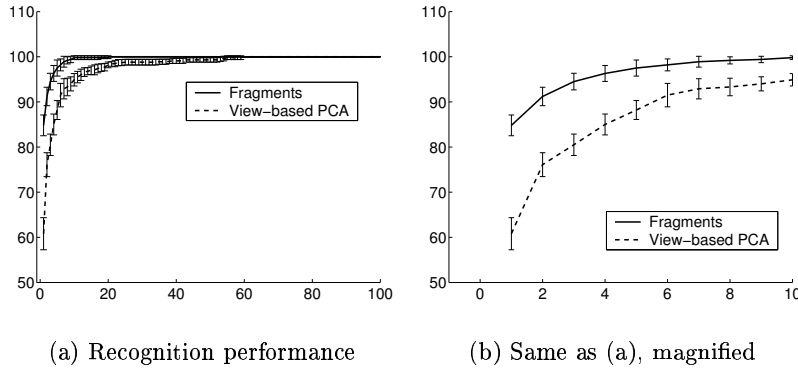 110
100
90
80
70
60
50
0 20 40 60 80 100
Fragments
View−based PCA
(a) Recognition performance
110
100
90
80
70
60
50
0 2 4 6 8 10
Fragments
View−based PCA
(b) Same as (a), magnified